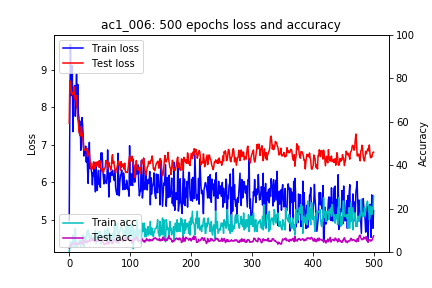 ac1_006: 500 epochs loss and accuracy
Train loss
Test loss
Train acc
Test acc
Loss
9
8
7
6
5
Accuracy
100
80
60
40
20
0
0 100 200 300 400 500